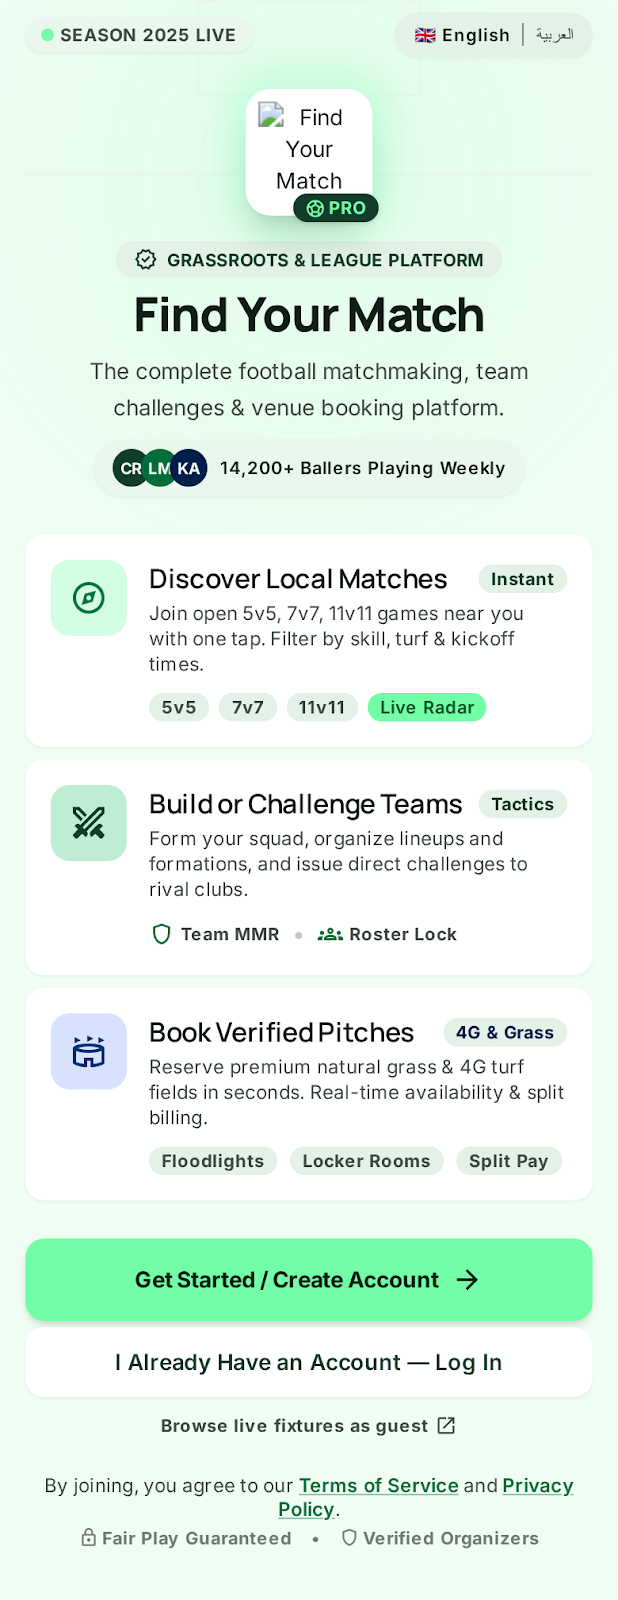 SEASON 2025 LIVE
🇬🇧 English | العربية
Find
Your
Match
PRO
GRASSROOTS & LEAGUE PLATFORM
Find Your Match
The complete football matchmaking, team
challenges & venue booking platform.
CR LM KA 14,200+ Ballers Playing Weekly
Discover Local Matches Instant
Join open 5v5, 7v7, 11v11 games near you
with one tap. Filter by skill, turf & kickoff
times.
5v5 7v7 11v11 Live Radar
Build or Challenge Teams Tactics
Form your squad, organize lineups and
formations, and issue direct challenges to
rival clubs.
Team MMR • Roster Lock
Book Verified Pitches 4G & Grass
Reserve premium natural grass & 4G turf
fields in seconds. Real-time availability & split
billing.
Floodlights Locker Rooms Split Pay
Get Started / Create Account →
I Already Have an Account — Log In
Browse live fixtures as guest
By joining, you agree to our Terms of Service and Privacy
Policy.
Fair Play Guaranteed • Verified Organizers